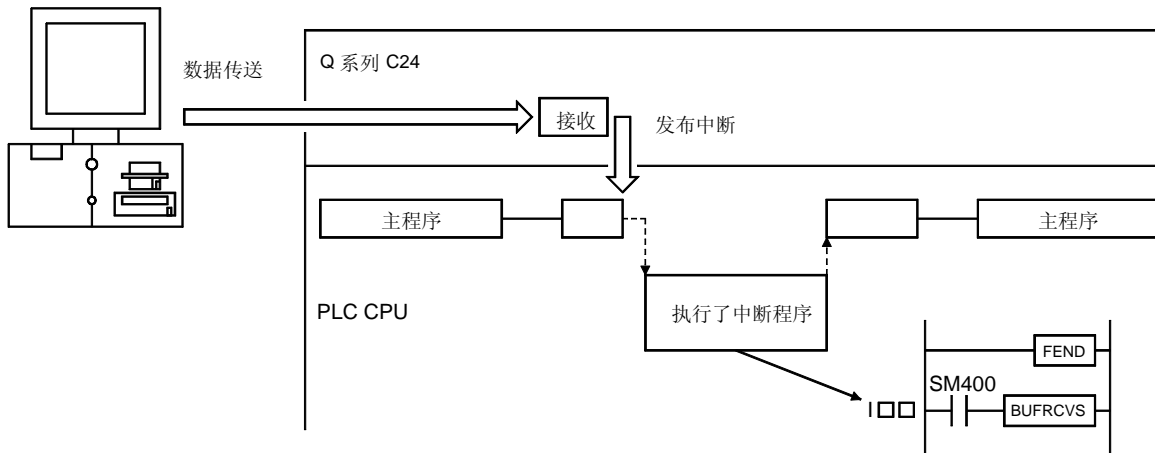 Q 系列 C24
数据传送
接收
发布中断
主程序
主程序
PLC CPU
执行了中断程序
FEND
SM400
I□□
BUFRCVS